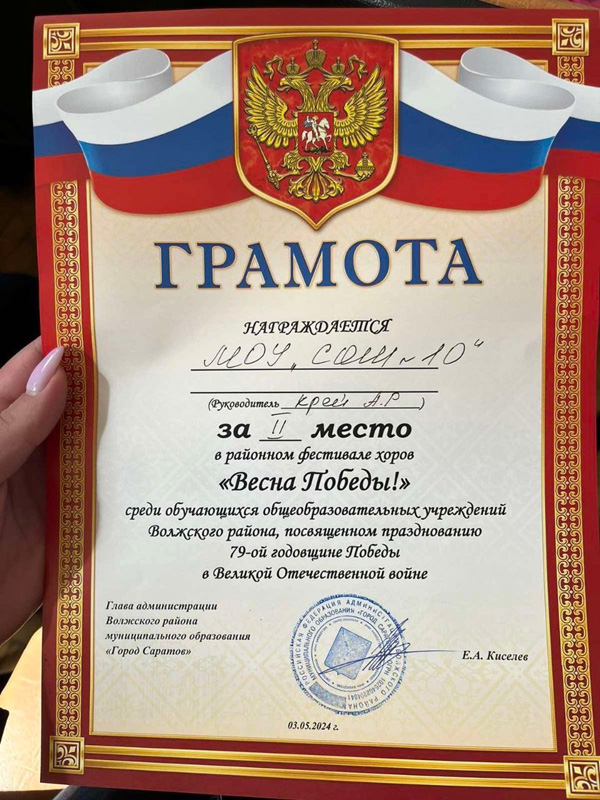 ГРАМОТА
НАГРАЖДАЕТСЯ
МОУ „СОШ №10"
(Руководитель Крейн А.Р)
за II место
в районном фестивале хоров
«Весна Победы!»
среди обучающихся общеобразовательных учреждений
Волжского района, посвященном празднованию
79-ой годовщине Победы
в Великой Отечественной войне
Глава администрации
Волжского района
муниципального образования
«Город Саратов»
Е.А. Киселев
03.05.2024 г.